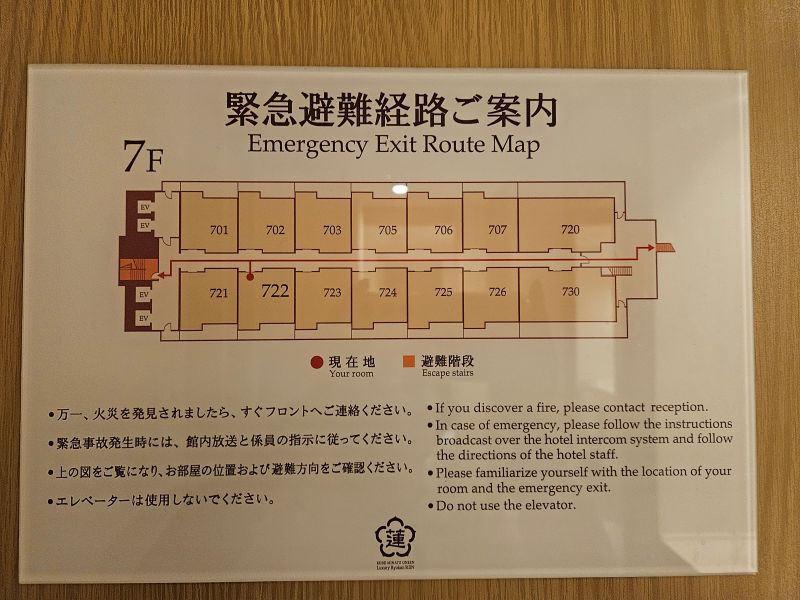 緊急避難経路ご案内
Emergency Exit Route Map
7F
EV
EV
701 702 703 705 706 707 720
721 722 723 724 725 726 730
EV
EV
現在地 避難階段
Your room Escape stairs
•万一、火災を発見されましたら、すぐフロントへご連絡ください。
•緊急事故発生時には、館内放送と係員の指示に従ってください。
•上の図をご覧になり、お部屋の位置および避難方向をご確認ください。
•エレベーターは使用しないでください。
•If you discover a fire, please contact reception.
•In case of emergency, please follow the instructions
broadcast over the hotel intercom system and follow
the directions of the hotel staff.
•Please familiarize yourself with the location of your
room and the emergency exit.
•Do not use the elevator.
蓮
KOBE MINATO ONSEN
Luxury Ryokan REN